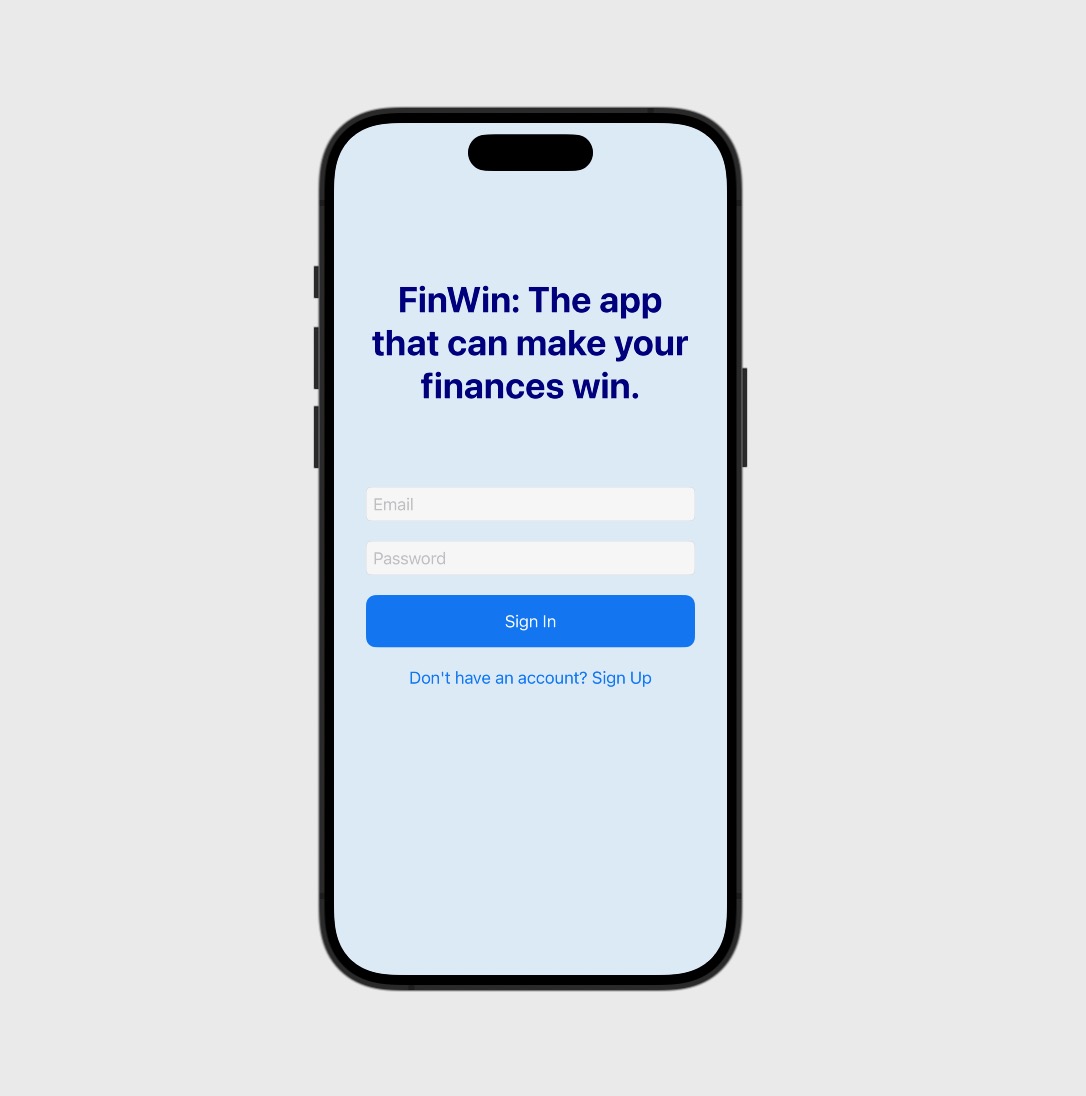 FinWin: The app
that can make your
finances win.
Email
Password
Sign In
Don't have an account? Sign Up